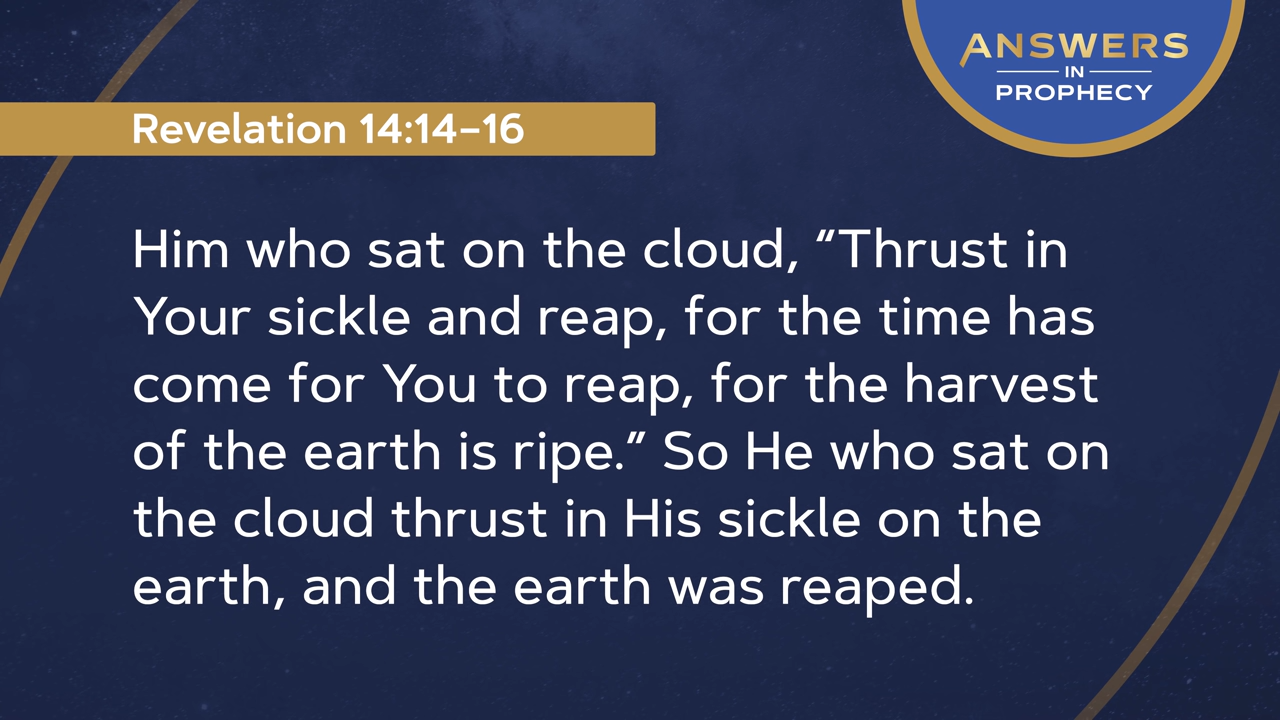 ANSWERS
IN
PROPHECY
Revelation 14:14–16
Him who sat on the cloud, “Thrust in
Your sickle and reap, for the time has
come for You to reap, for the harvest
of the earth is ripe.” So He who sat on
the cloud thrust in His sickle on the
earth, and the earth was reaped.